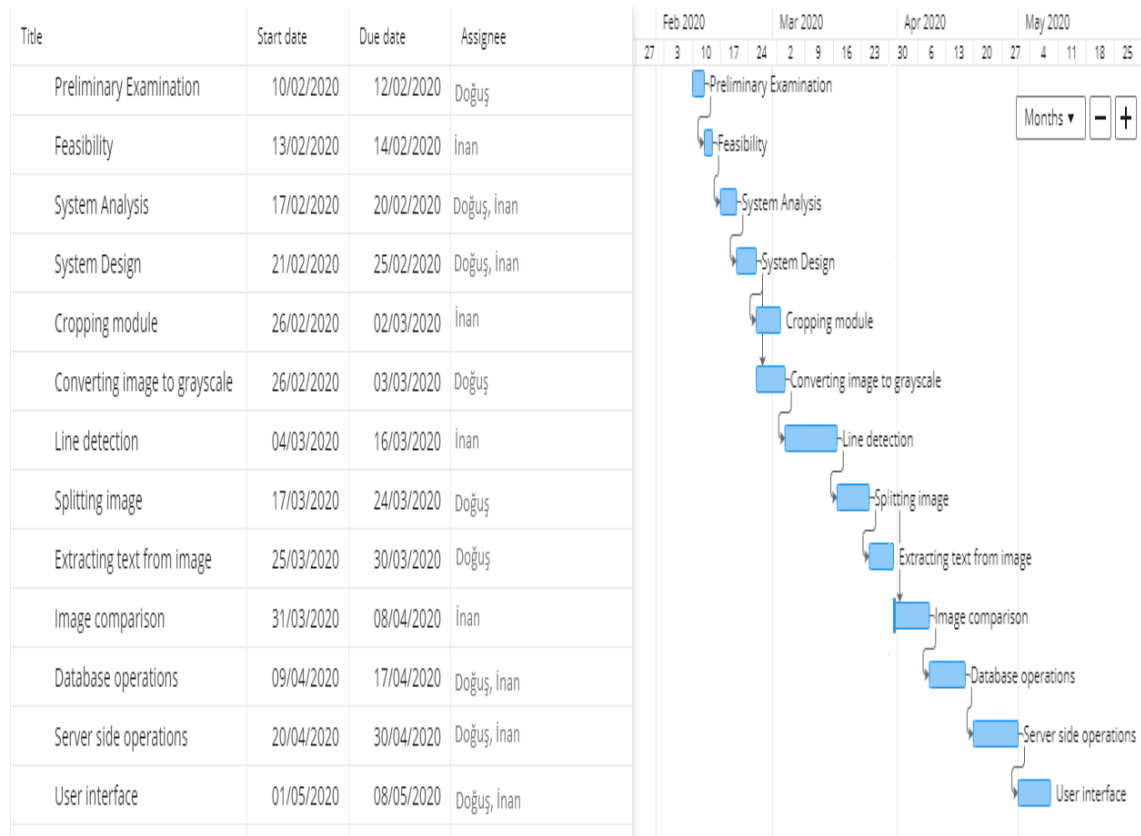 Title Start date Due date Assignee
Preliminary Examination 10/02/2020 12/02/2020 Doğuş
Feasibility 13/02/2020 14/02/2020 İnan
System Analysis 17/02/2020 20/02/2020 Doğuş, İnan
System Design 21/02/2020 25/02/2020 Doğuş, İnan
Cropping module 26/02/2020 02/03/2020 İnan
Converting image to grayscale 26/02/2020 03/03/2020 Doğuş
Line detection 04/03/2020 16/03/2020 İnan
Splitting image 17/03/2020 24/03/2020 Doğuş
Extracting text from image 25/03/2020 30/03/2020 Doğuş
Image comparison 31/03/2020 08/04/2020 İnan
Database operations 09/04/2020 17/04/2020 Doğuş, İnan
Server side operations 20/04/2020 30/04/2020 Doğuş, İnan
User interface 01/05/2020 08/05/2020 Doğuş, İnan
Feb 2020 Mar 2020 Apr 2020 May 2020
27 3 10 17 24 2 9 16 23 30 6 13 20 27 4 11 18 25
Preliminary Examination
Months ▼ − +
Feasibility
System Analysis
System Design
Cropping module
Converting image to grayscale
Line detection
Splitting image
Extracting text from image
Image comparison
Database operations
Server side operations
User interface